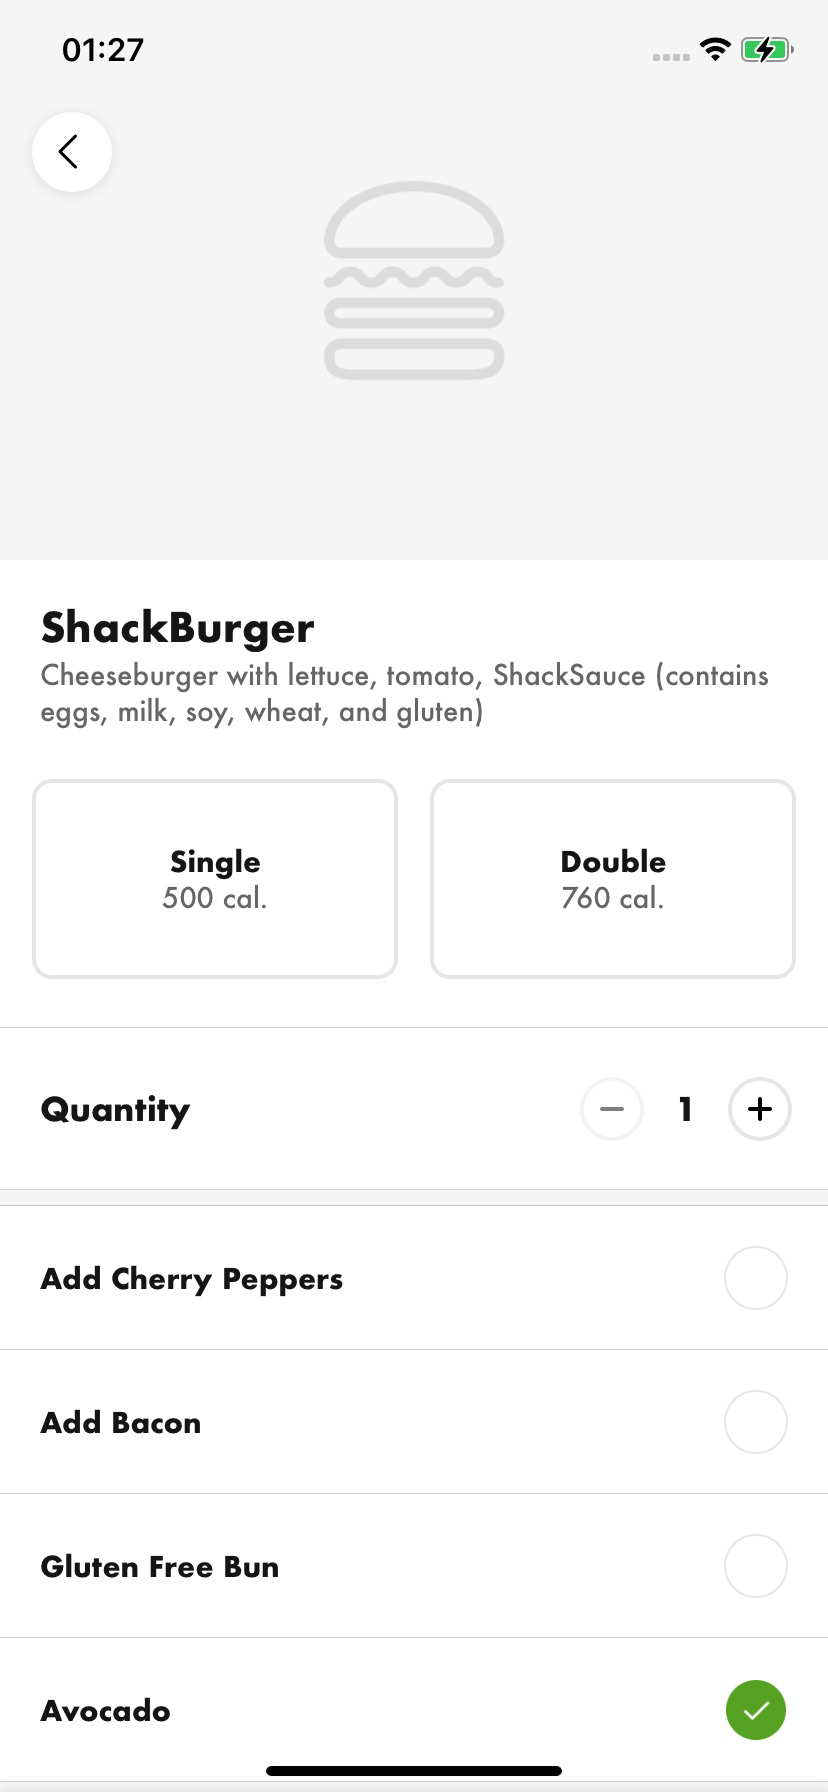 01:27
ShackBurger
Cheeseburger with lettuce, tomato, ShackSauce (contains
eggs, milk, soy, wheat, and gluten)
Single
500 cal.
Double
760 cal.
Quantity
1
Add Cherry Peppers
Add Bacon
Gluten Free Bun
Avocado